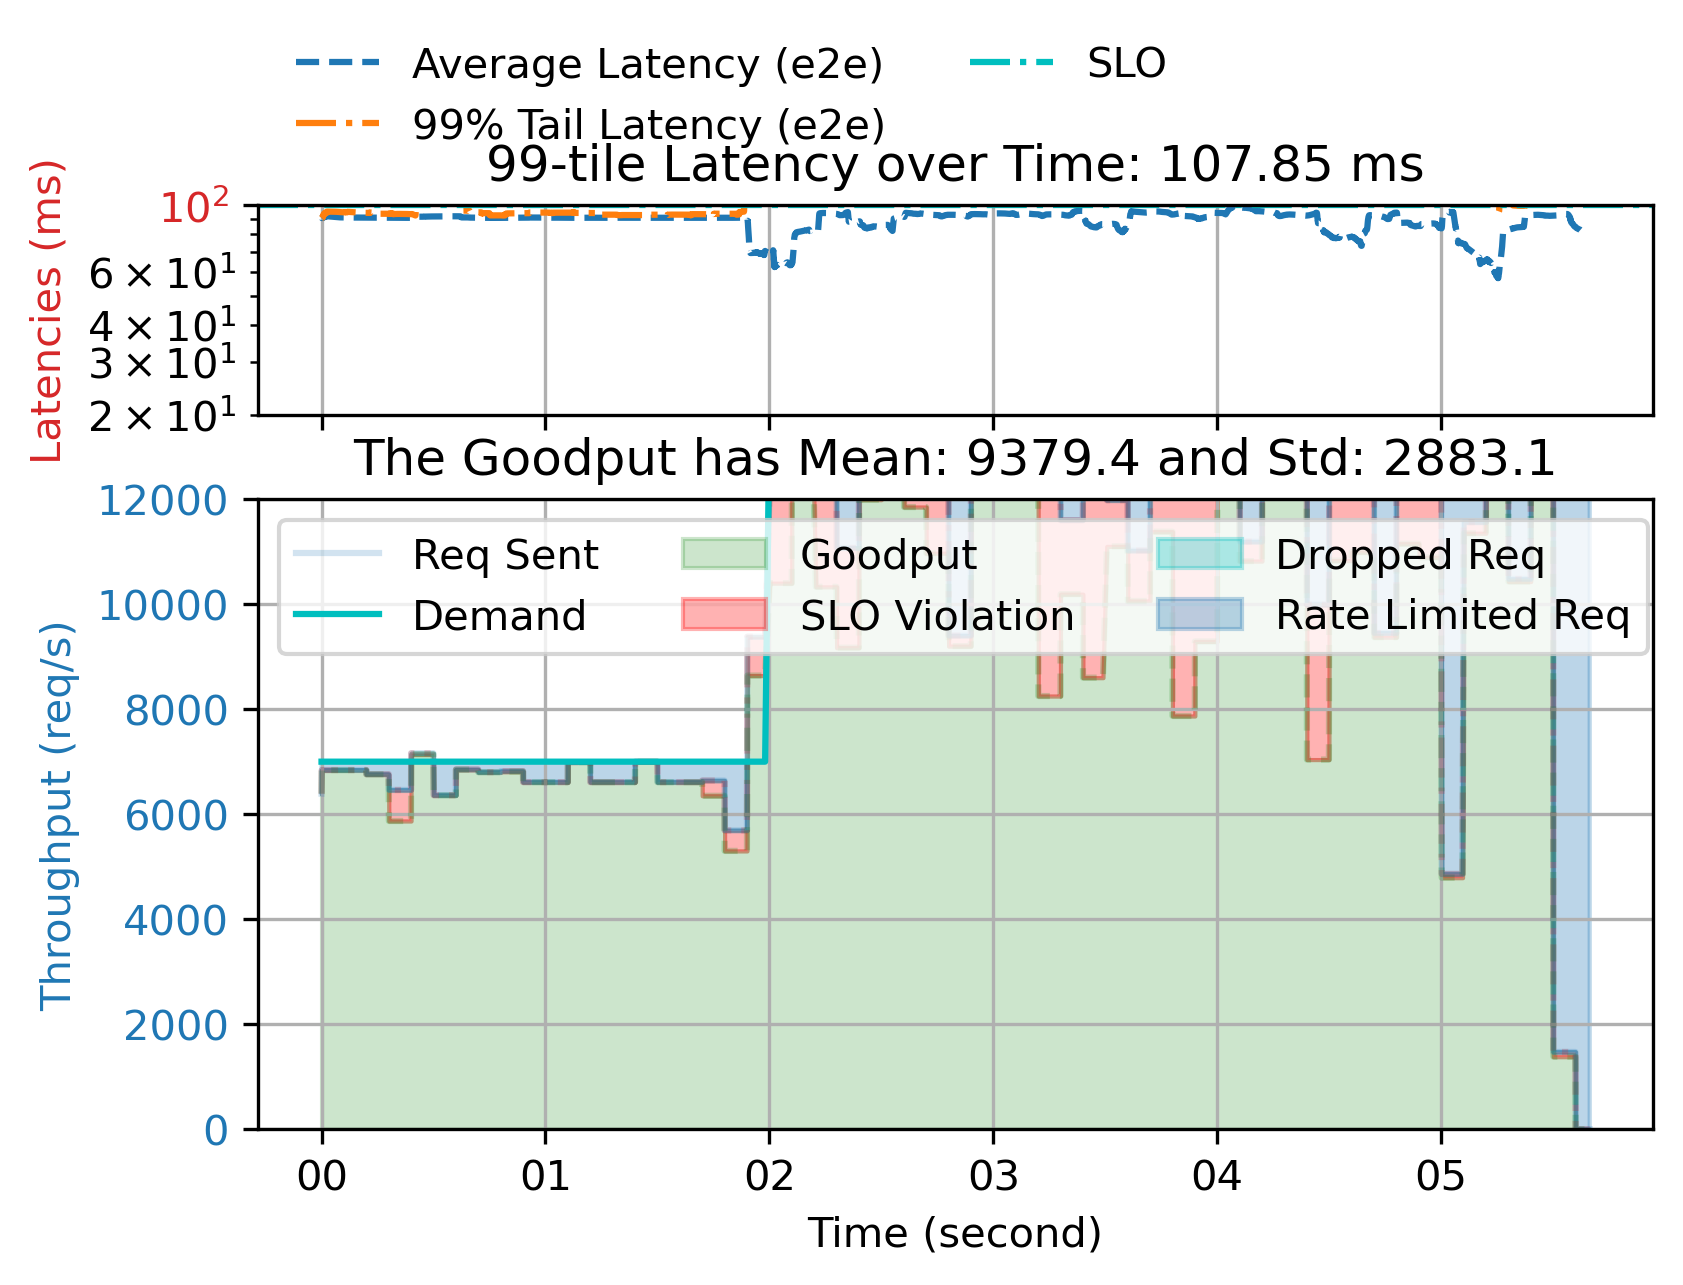 Average Latency (e2e)
SLO
99% Tail Latency (e2e)
99-tile Latency over Time: 107.85 ms
Latencies (ms)
10²
6 × 10¹
4 × 10¹
3 × 10¹
2 × 10¹
The Goodput has Mean: 9379.4 and Std: 2883.1
Throughput (req/s)
12000
10000
8000
6000
4000
2000
0
Req Sent
Goodput
Dropped Req
Demand
SLO Violation
Rate Limited Req
00 01 02 03 04 05
Time (second)